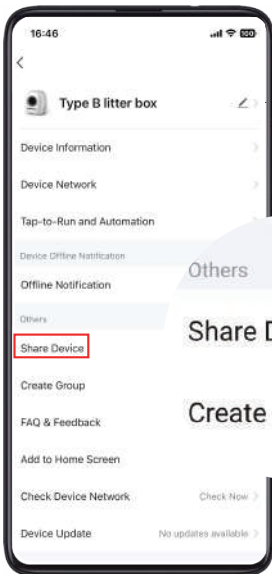 16:46
100
Type B litter box
Device Information
Device Network
Tap-to-Run and Automation
Device Offline Notification
Offline Notification
Others
Share Device
Create Group
FAQ & Feedback
Add to Home Screen
Check Device Network Check Now
Device Update No updates available
Others
Share D
Create